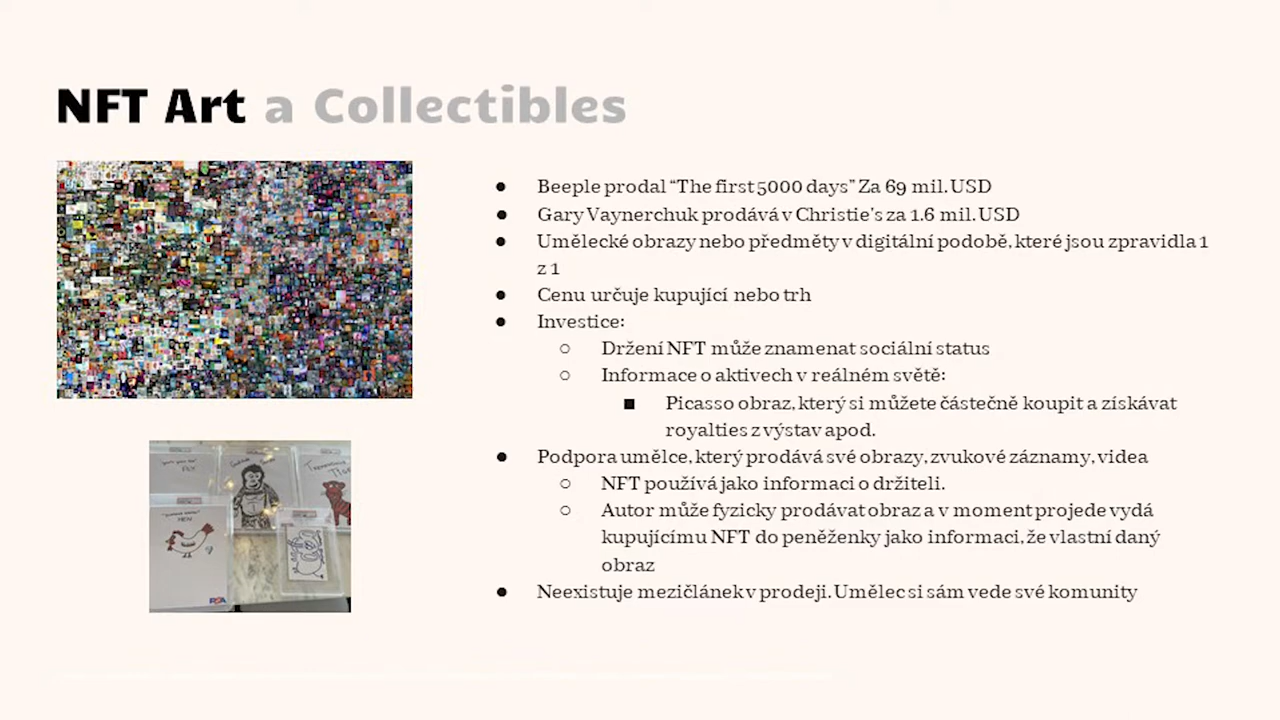 NFT Art a Collectibles
● Beeple prodal “The first 5000 days” Za 69 mil. USD
● Gary Vaynerchuk prodává v Christie's za 1.6 mil. USD
● Umělecké obrazy nebo předměty v digitální podobě, které jsou zpravidla 1
z 1
● Cenu určuje kupující nebo trh
● Investice:
○ Držení NFT může znamenat sociální status
○ Informace o aktivech v reálném světě:
■ Picasso obraz, který si můžete částečně koupit a získávat
royalties z výstav apod.
● Podpora umělce, který prodává své obrazy, zvukové záznamy, videa
○ NFT používá jako informaci o držiteli.
○ Autor může fyzicky prodávat obraz a v moment projede vydá
kupujícímu NFT do peněženky jako informaci, že vlastní daný
obraz
● Neexistuje mezičlánek v prodeji. Umělec si sám vede své komunity
FLY
HEN
PSA